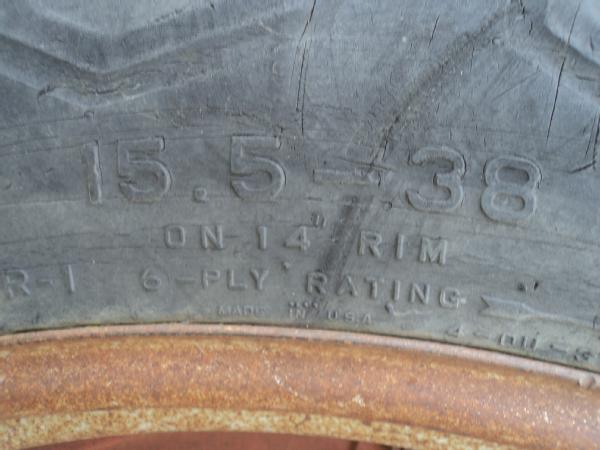 15.5-38
ON 14" RIM
R-1 6-PLY RATING
MADE IN U.S.A